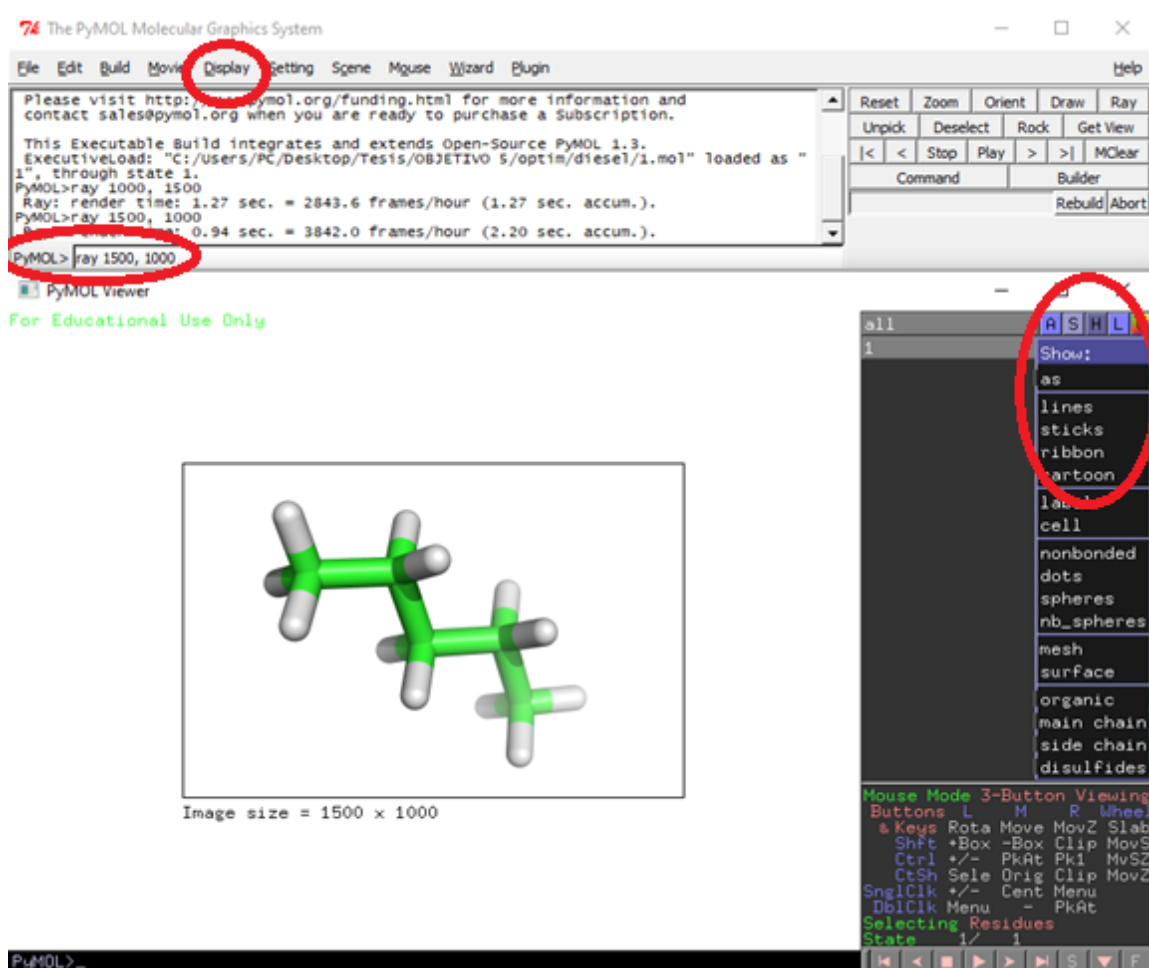 The PyMOL Molecular Graphics System
File Edit Build Movie Display Setting Scene Mouse Wizard Plugin Help
Please visit http: .org/funding.html for more information and
contact sales@pymol.org when you are ready to purchase a Subscription.
This Executable Build integrates and extends Open-Source PyMOL 1.3.
ExecutiveLoad: "C:/Users/PC/Desktop/Tesis/OBJETIVO 5/optim/diesel/1.mol" loaded as "
1", through state 1.
PyMOL>ray 1000, 1500
Ray: render time: 1.27 sec. = 2843.6 frames/hour (1.27 sec. accum.).
PyMOL>ray 1500, 1000
0.94 sec. = 3842.0 frames/hour (2.20 sec. accum.).
PyMOL> ray 1500, 1000
Reset Zoom Orient Draw Ray
Unpick Deselect Rock Get View
|< < Stop Play > >| MClear
Command Builder
Rebuild Abort
PyMOL Viewer
For Educational Use Only
all
A S H L
1
Show:
as
lines
sticks
ribbon
cartoon
label
cell
nonbonded
dots
spheres
nb_spheres
mesh
surface
organic
main chain
side chain
disulfides
Image size = 1500 x 1000
Mouse Mode 3-Button Viewing
Buttons L M R Wheel
& Keys Rota Move MovZ Slab
Shft +Box -Box Clip MovS
Ctrl +/- PkAt Pk1 MvSZ
CtSh Sele Orig Clip MovZ
SnglClk +/- Cent Menu
DblClk Menu - PkAt
Selecting Residues
State 1/ 1
S F
PyMOL>_